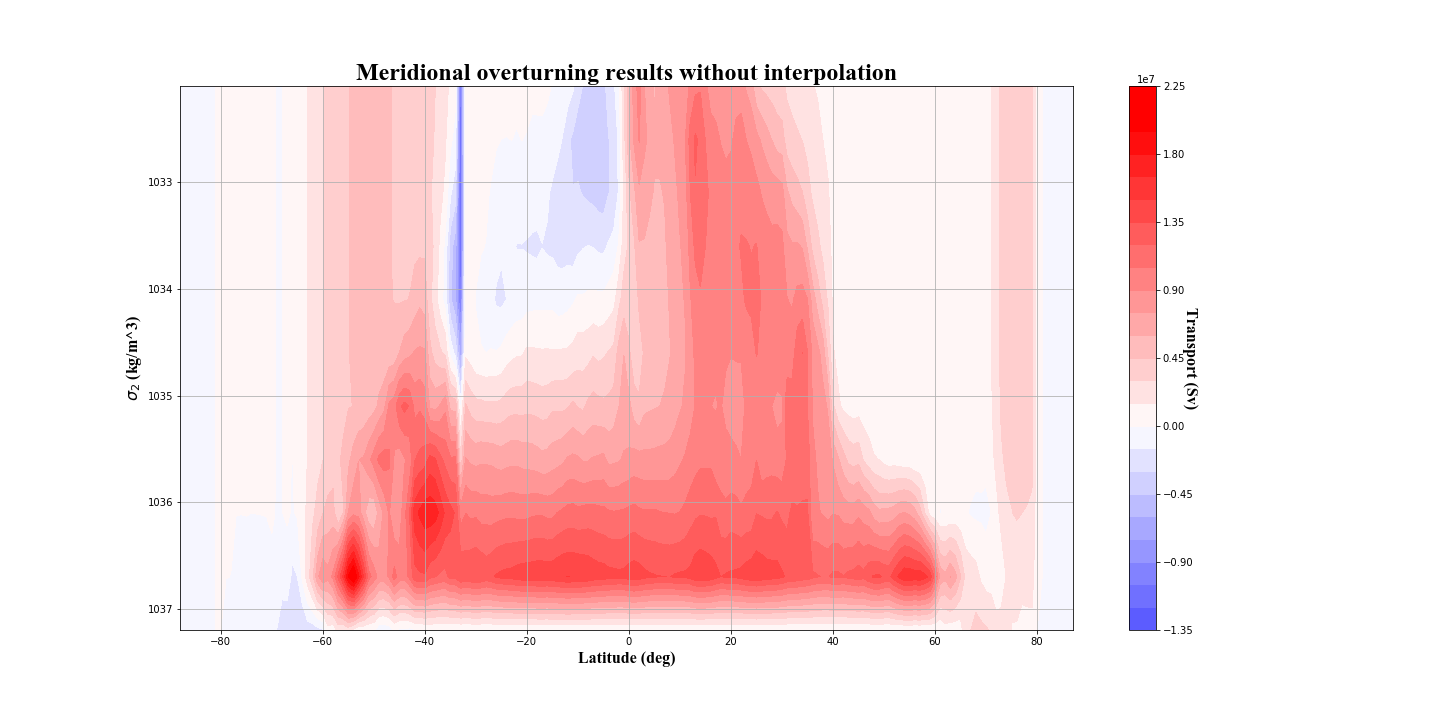 Meridional overturning results without interpolation
1e7
2.25
1.80
1.35
0.90
0.45
0.00
−0.45
−0.90
−1.35
Transport (Sv)
1033
1034
1035
1036
1037
σ₂ (kg/m^3)
−80 −60 −40 −20 0 20 40 60 80
Latitude (deg)